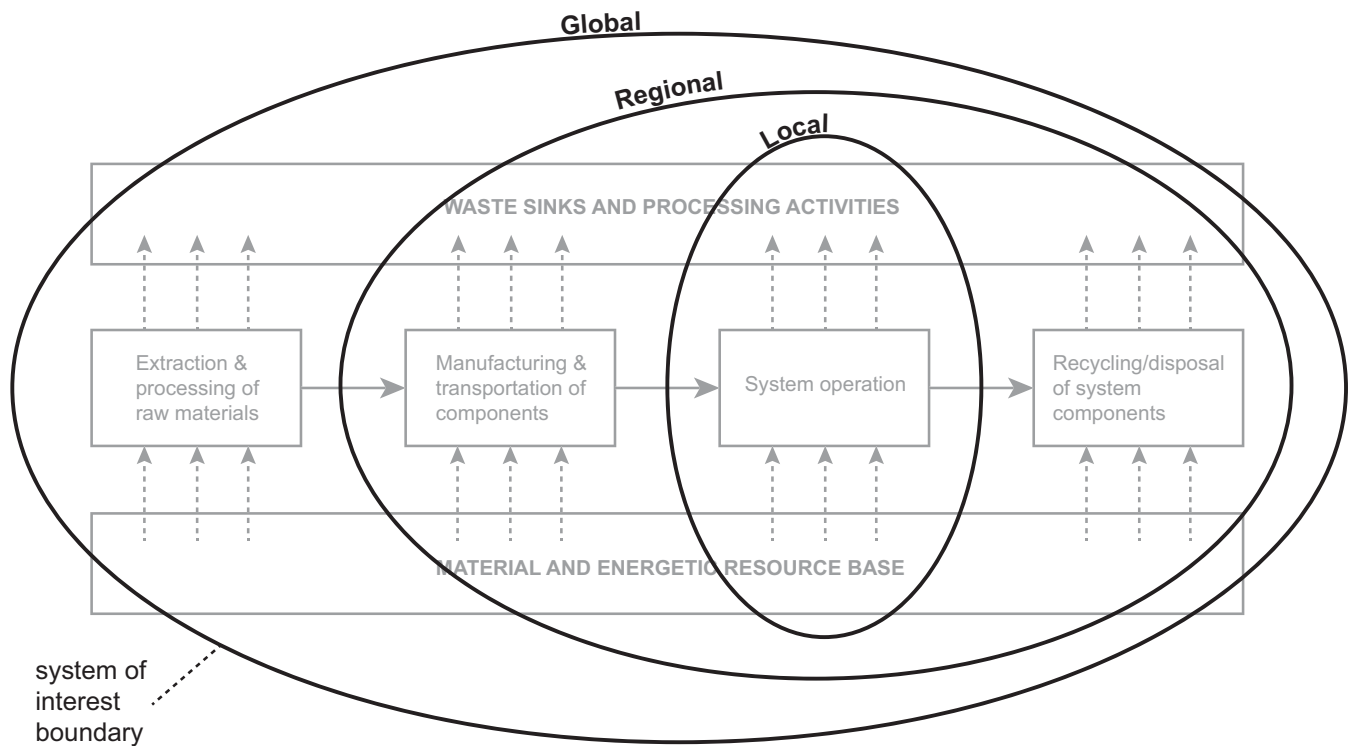 Global
Regional
Local
WASTE SINKS AND PROCESSING ACTIVITIES
Extraction &
processing of
raw materials
Manufacturing &
transportation of
components
System operation
Recycling/disposal
of system
components
MATERIAL AND ENERGETIC RESOURCE BASE
system of
interest
boundary